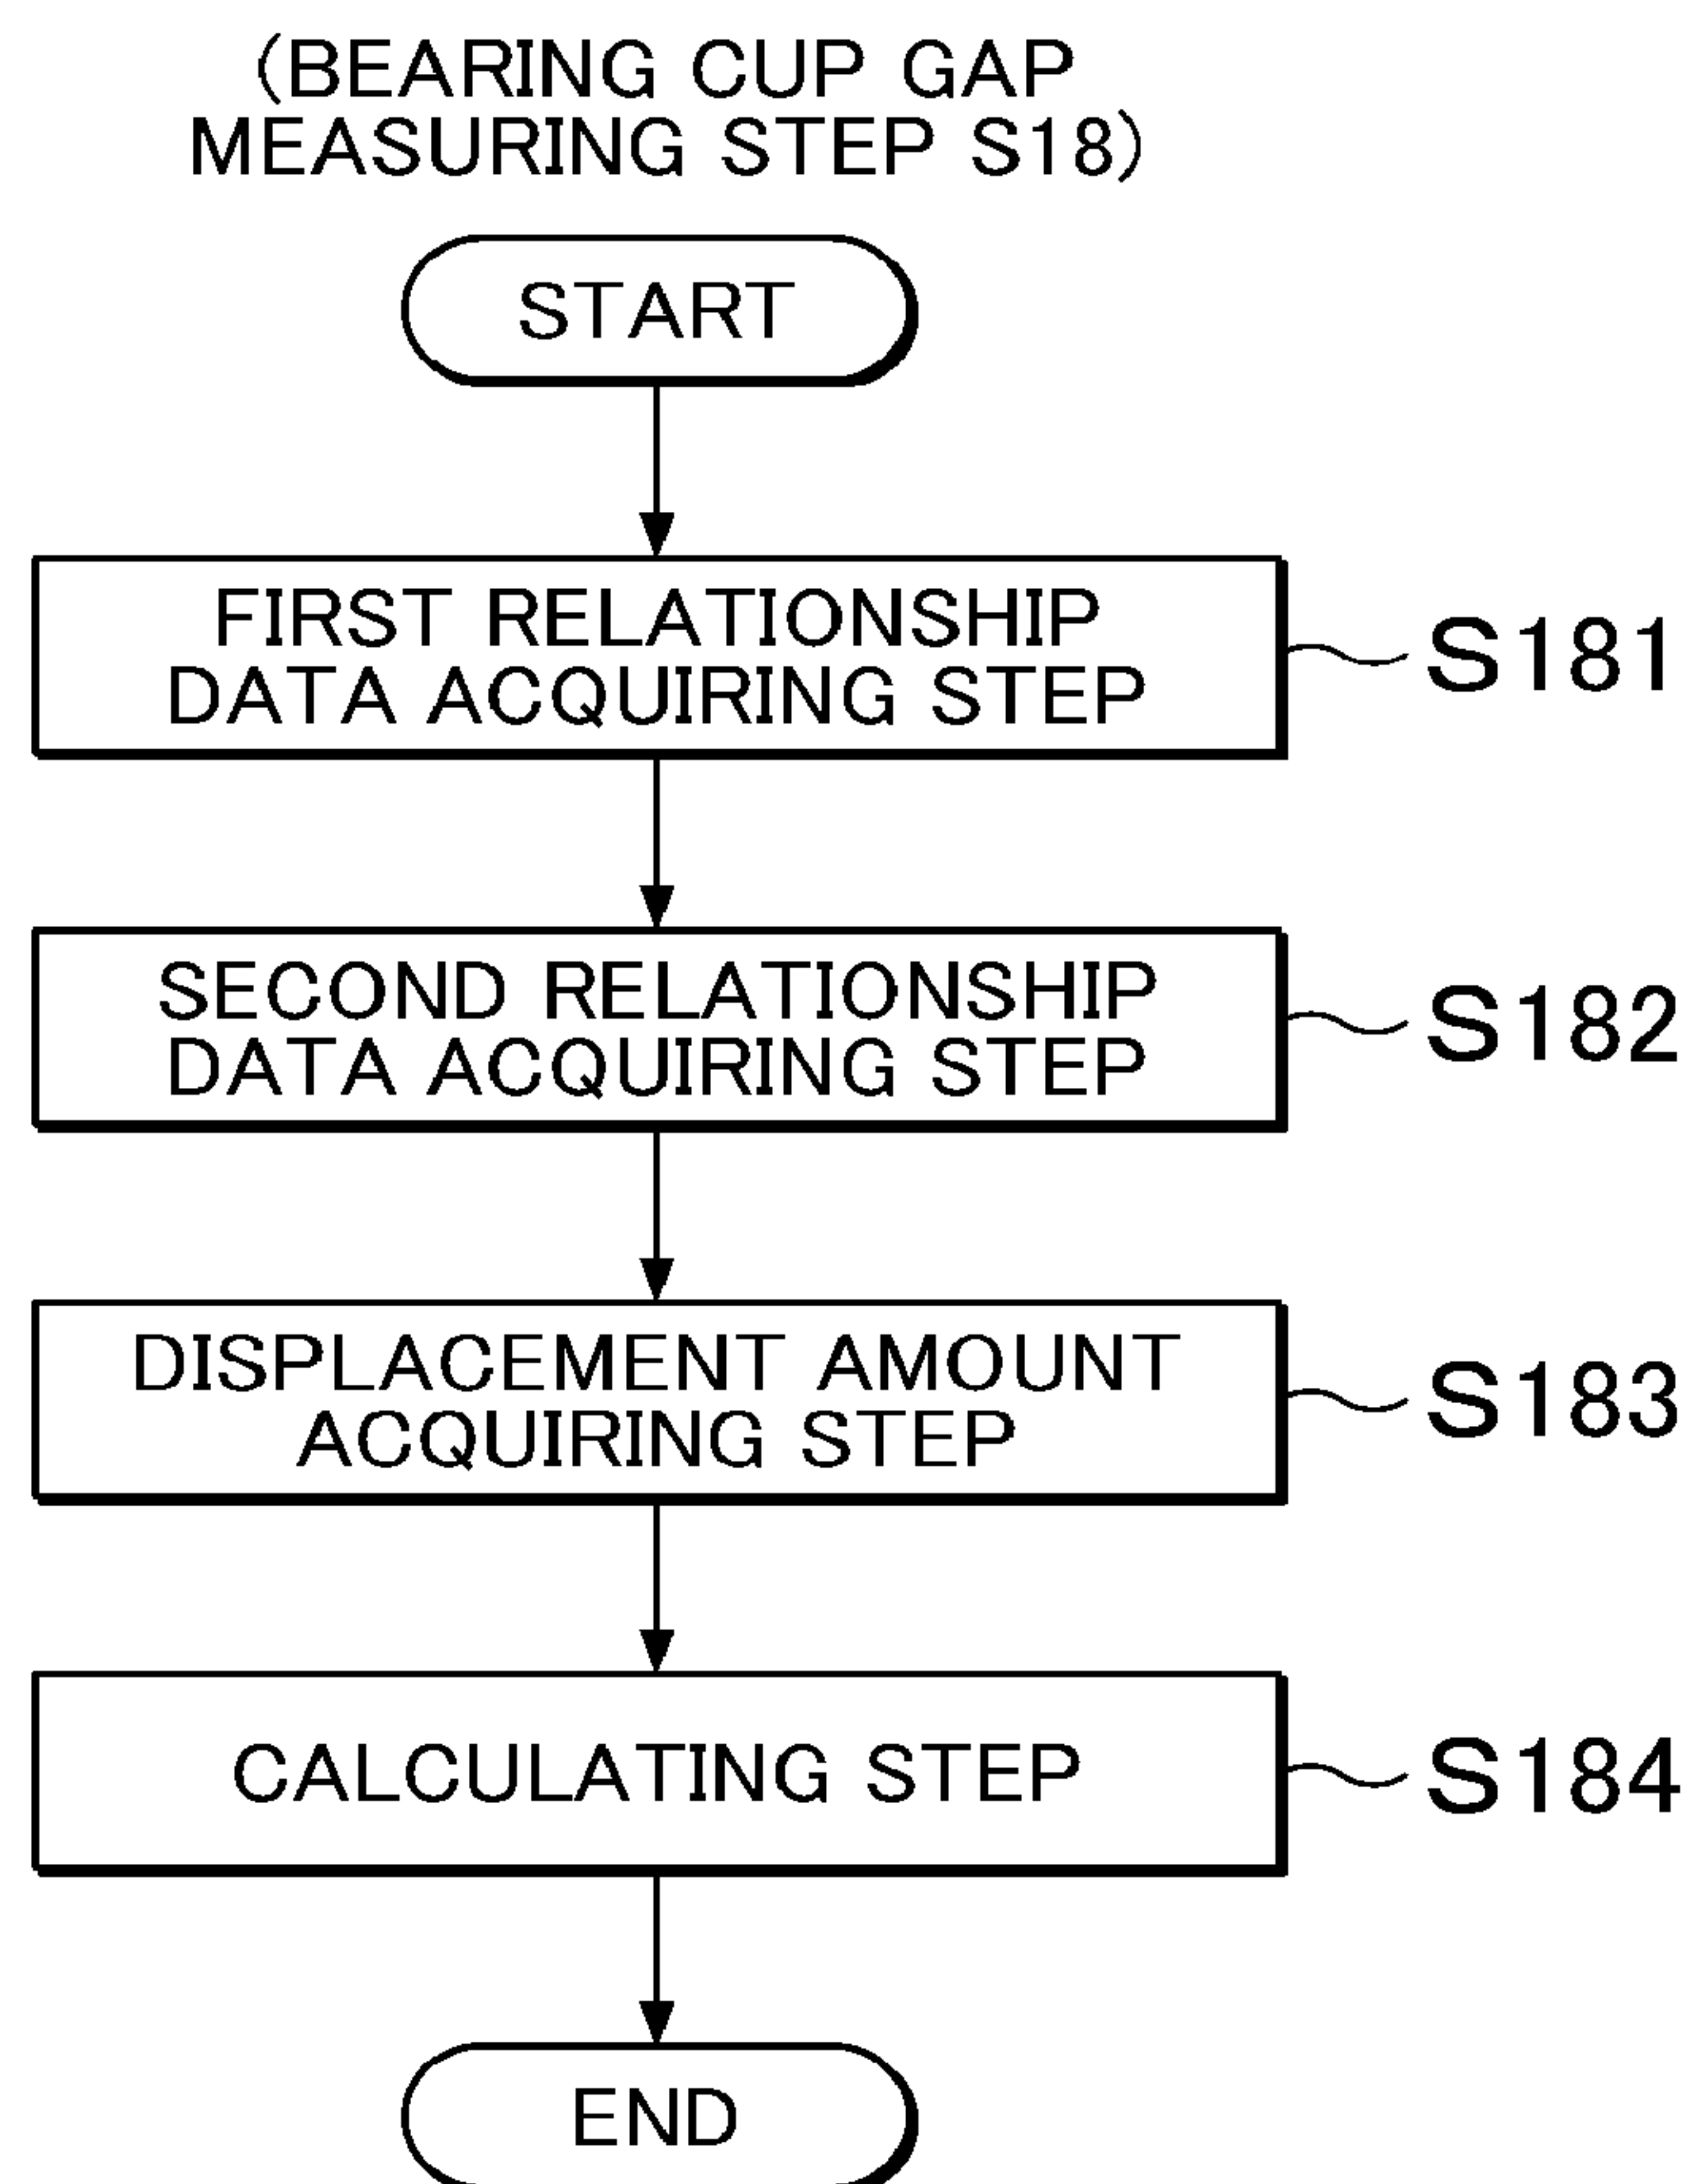 (BEARING CUP GAP
MEASURING STEP S18)
START
FIRST RELATIONSHIP
DATA ACQUIRING STEP
S181
SECOND RELATIONSHIP
DATA ACQUIRING STEP
S182
DISPLACEMENT AMOUNT
ACQUIRING STEP
S183
CALCULATING STEP
S184
END